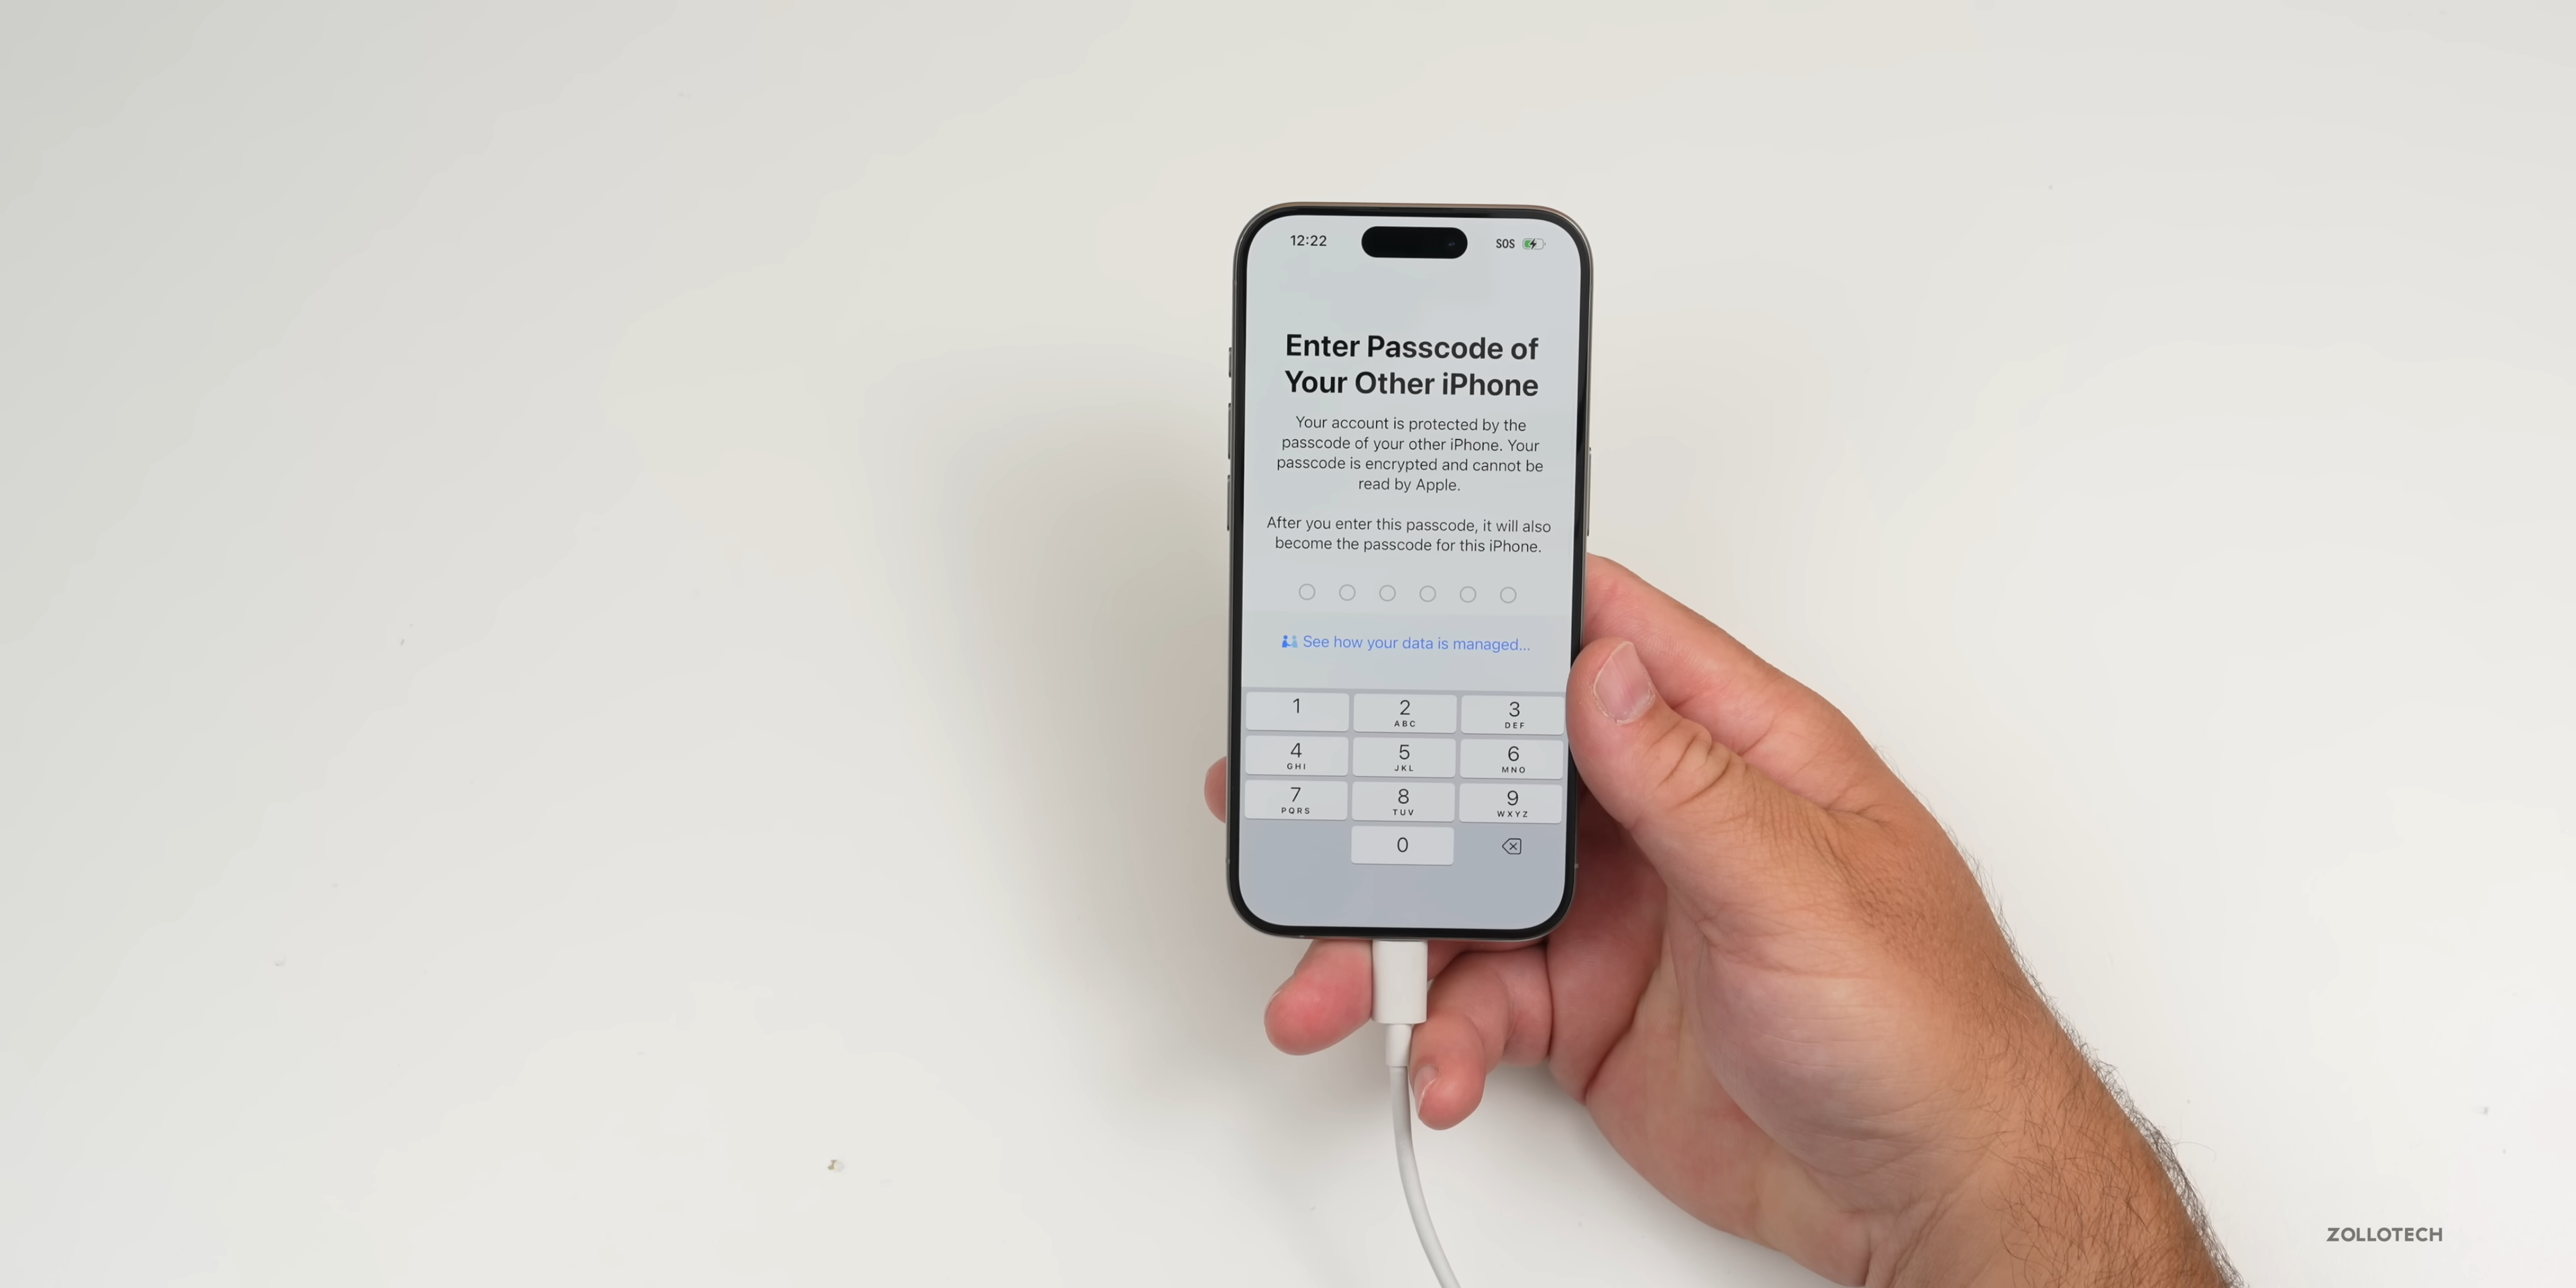 12:22 SOS
Enter Passcode of
Your Other iPhone
Your account is protected by the
passcode of your other iPhone. Your
passcode is encrypted and cannot be
read by Apple.
After you enter this passcode, it will also
become the passcode for this iPhone.
See how your data is managed...
1 2 3
ABC DEF
4 5 6
GHI JKL MNO
7 8 9
PQRS TUV WXYZ
0
ZOLLOTECH